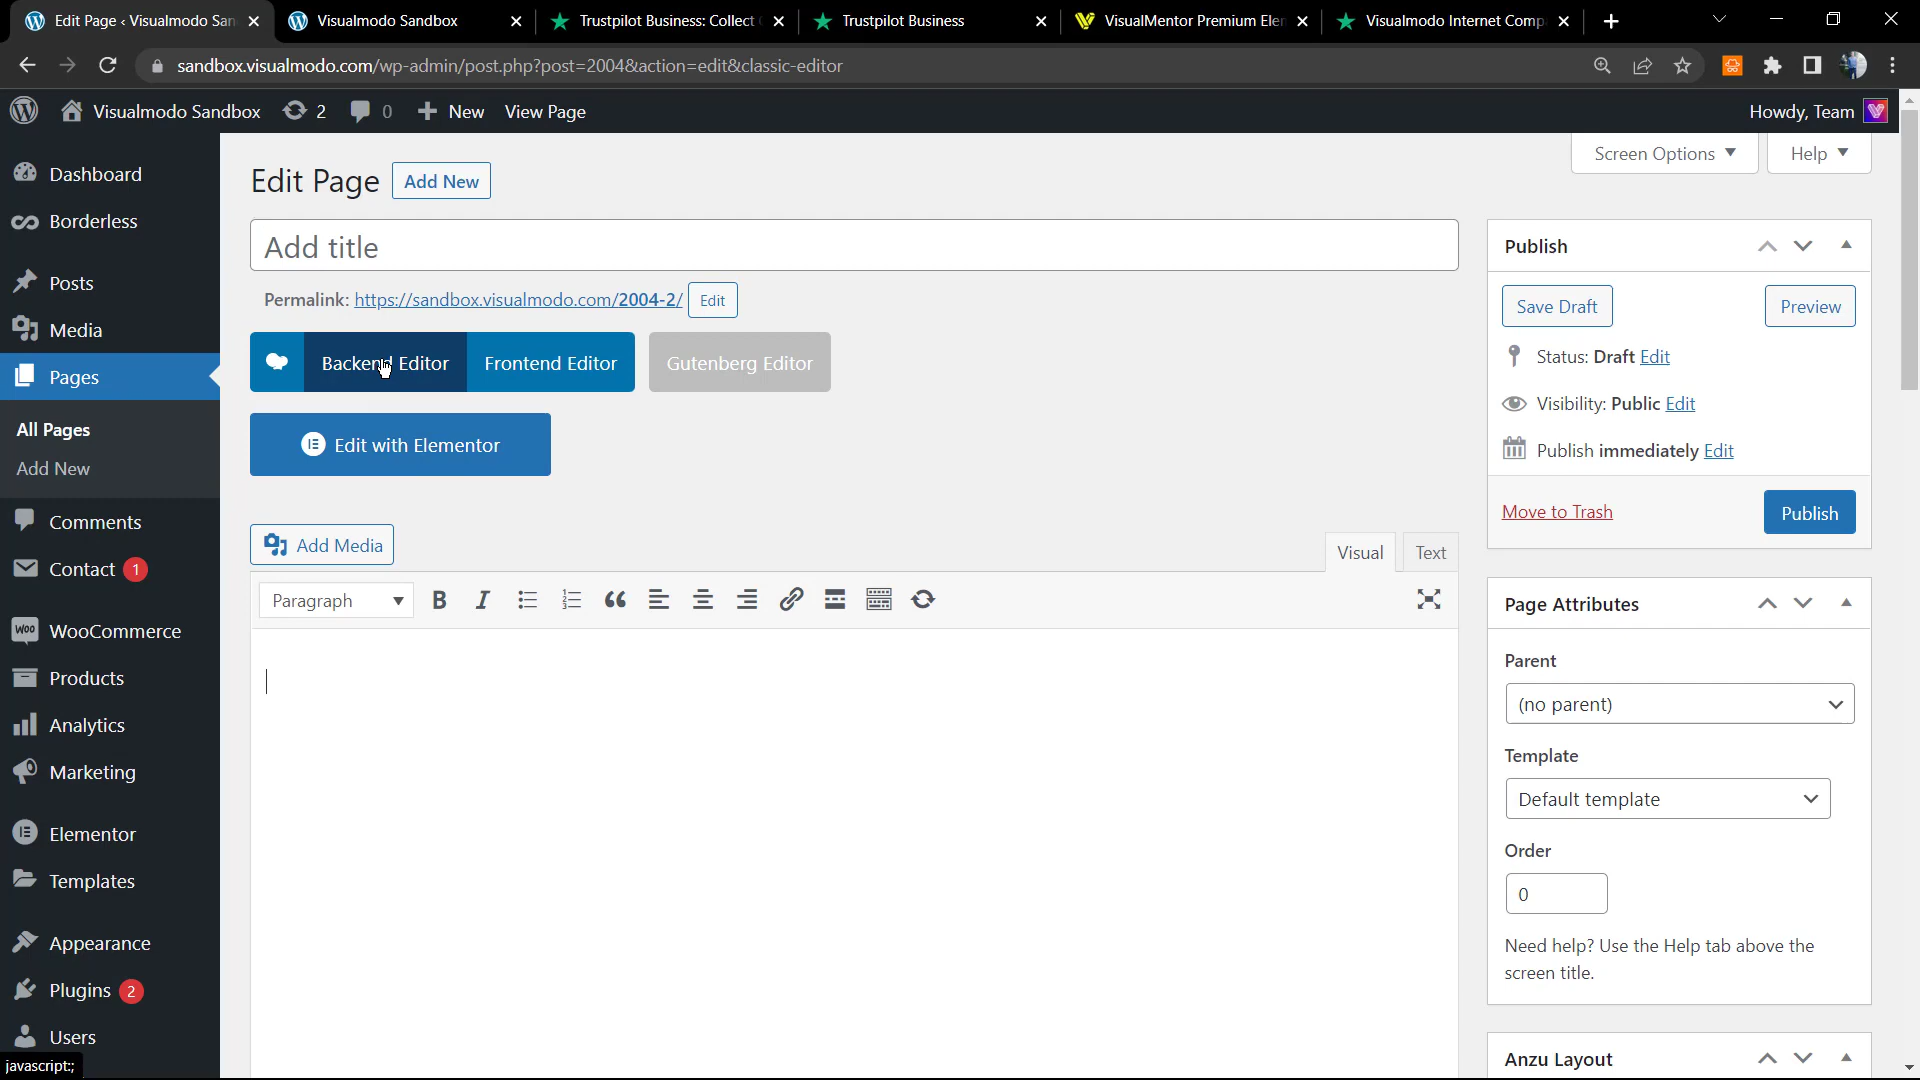 Edit Page ‹ Visualmodo San
Visualmodo Sandbox
Trustpilot Business: Collect
Trustpilot Business
VisualMentor Premium Ele
Visualmodo Internet Comp
sandbox.visualmodo.com/wp-admin/post.php?post=2004&action=edit&classic-editor
Visualmodo Sandbox
2
0
New
View Page
Howdy, Team
Dashboard
Borderless
Posts
Media
Pages
All Pages
Add New
Comments
Contact 1
WooCommerce
Products
Analytics
Marketing
Elementor
Templates
Appearance
Plugins 2
Users
javascript:;
Screen Options
Help
Edit Page
Add New
Add title
Permalink: https://sandbox.visualmodo.com/2004-2/ Edit
Backend Editor
Frontend Editor
Gutenberg Editor
Edit with Elementor
Add Media
Visual
Text
Paragraph
B
I
Publish
Save Draft
Preview
Status: Draft Edit
Visibility: Public Edit
Publish immediately Edit
Move to Trash
Publish
Page Attributes
Parent
(no parent)
Template
Default template
Order
0
Need help? Use the Help tab above the
screen title.
Anzu Layout